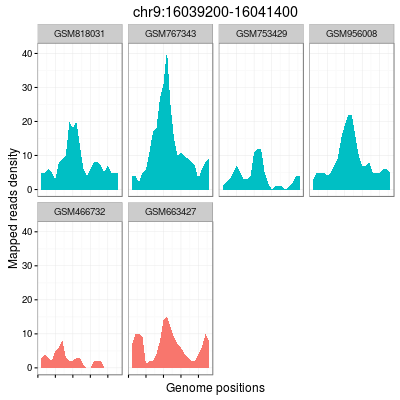 chr9:16039200-16041400
GSM818031 GSM767343 GSM753429 GSM956008
40
30
20
10
0
GSM466732 GSM663427
40
30
20
10
0
Mapped reads density
Genome positions